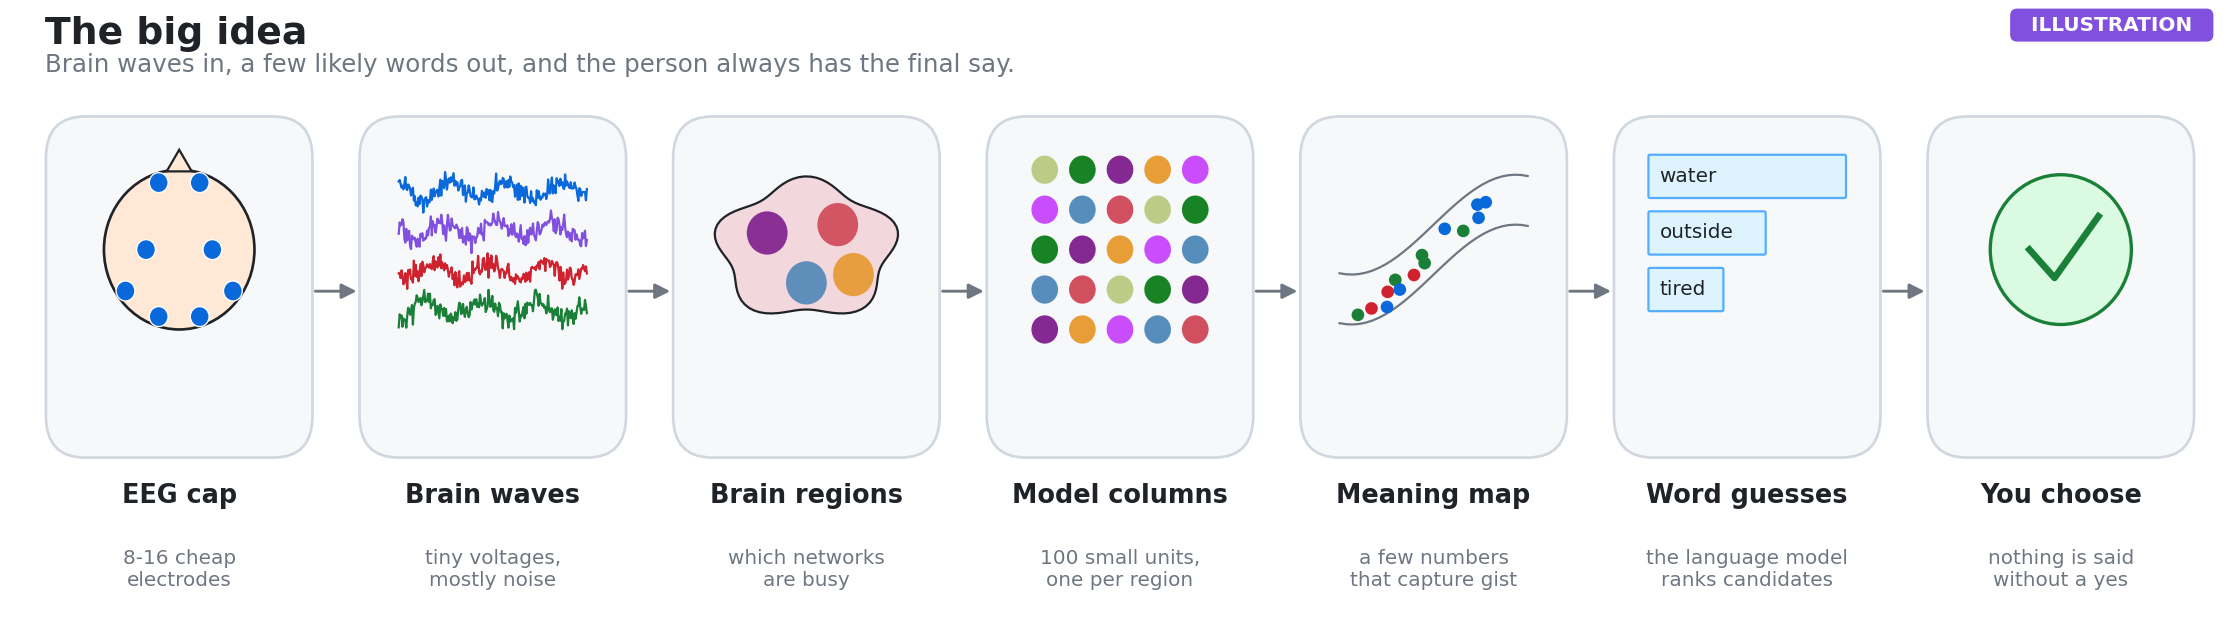 The big idea
ILLUSTRATION
Brain waves in, a few likely words out, and the person always has the final say.
water
outside
tired
EEG cap
8-16 cheap
electrodes
Brain waves
tiny voltages,
mostly noise
Brain regions
which networks
are busy
Model columns
100 small units,
one per region
Meaning map
a few numbers
that capture gist
Word guesses
the language model
ranks candidates
You choose
nothing is said
without a yes